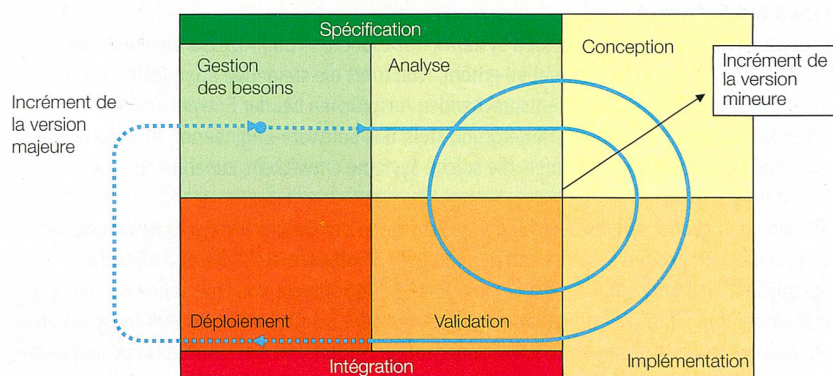 Spécification
Conception
Gestion
des besoins
Analyse
Incrément de
la version
mineure
Incrément de
la version
majeure
Déploiement
Validation
Implémentation
Intégration